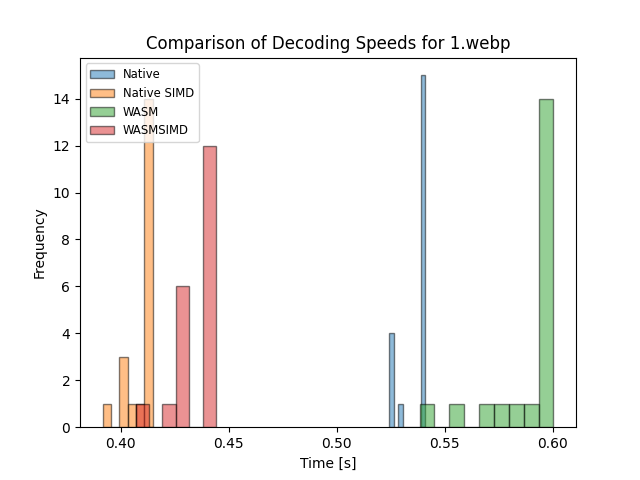 Comparison of Decoding Speeds for 1.webp
Native
Native SIMD
WASM
WASMSIMD
14
12
10
8
6
4
2
0
Frequency
0.40 0.45 0.50 0.55 0.60
Time [s]